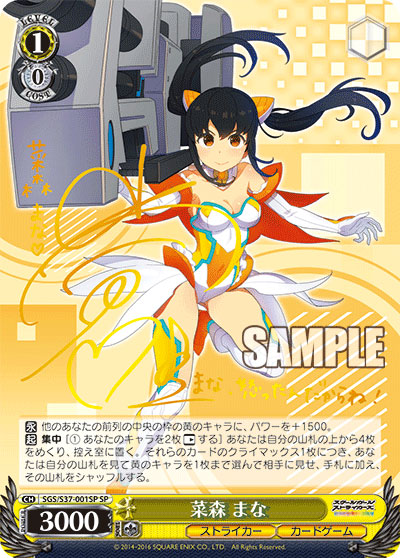 LEVEL
1
0
COST
菜森まな♡
SAMPLE
まな、怒ったんだからね！
永 他のあなたの前列の中央の枠の黄のキャラに、パワーを＋1500。
起 集中 ［① あなたのキャラを2枚する］ あなたは自分の山札の上から4枚
をめくり、控え室に置く。それらのカードのクライマックス1枚につき、あな
たは自分の山札を見て黄のキャラを1枚まで選んで相手に見せ、手札に加え、
その山札をシャッフルする。
CH SGS/S37-001SP SP
3000
菜森 まな
ストライカー
カードゲーム
スクールガール
ストライカーズ
© 2014-2016 SQUARE ENIX CO., LTD. All Rights Reserved.